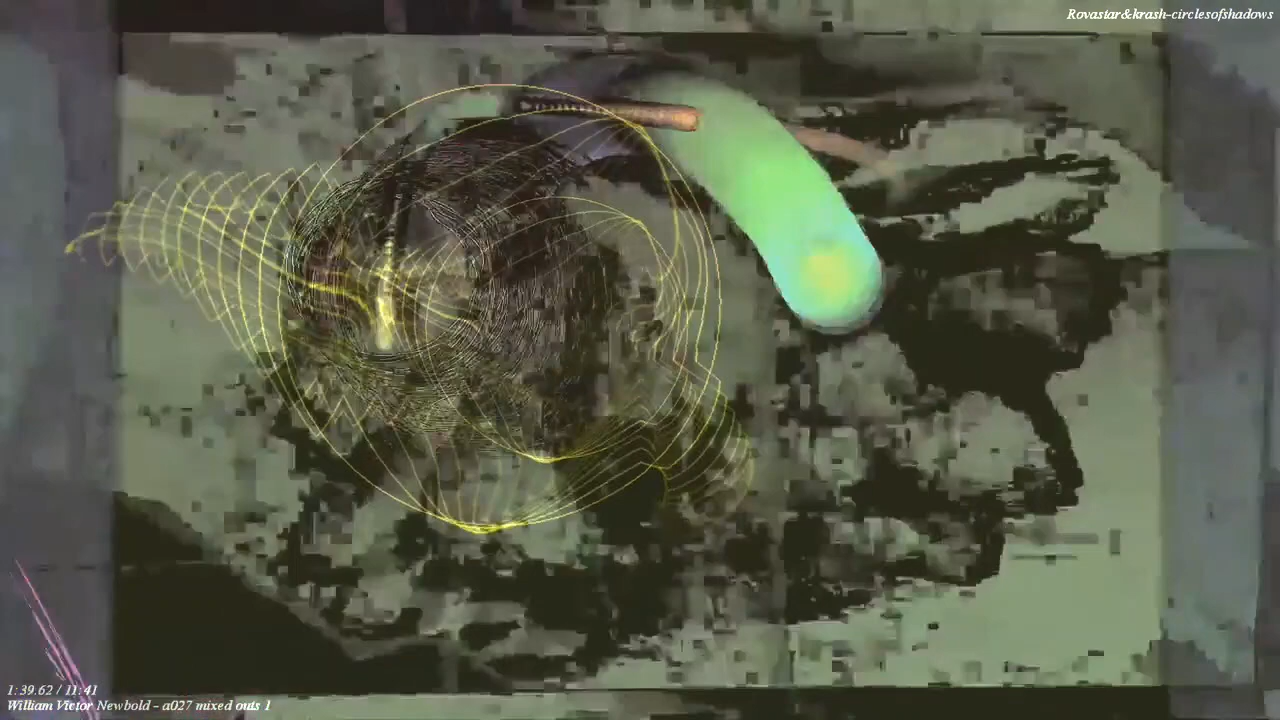 Rovastar&krash-circlesofshadows
1:39.62 / 11:41
William Victor Newbold - a027 mixed outs 1